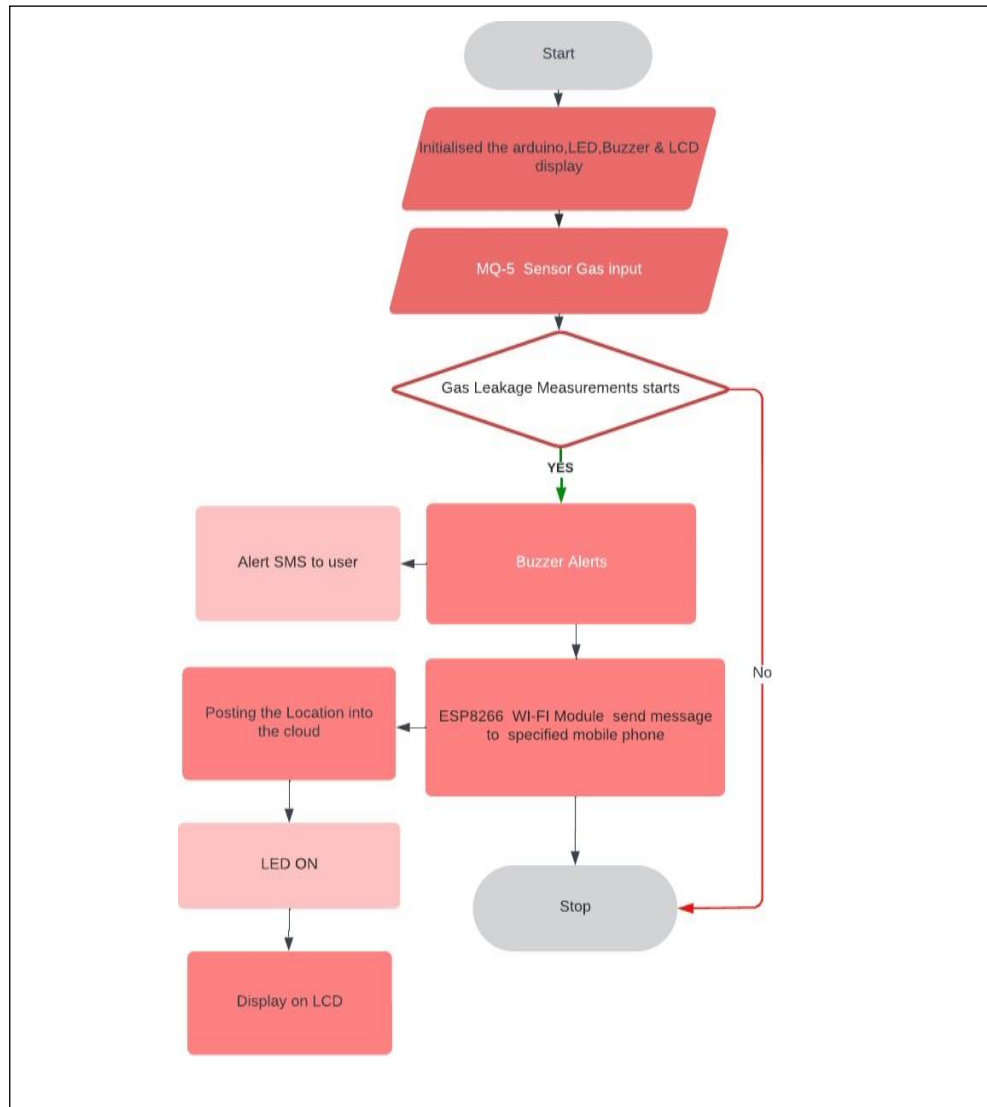 Start
Initialised the arduino,LED,Buzzer & LCD
display
MQ-5 Sensor Gas input
Gas Leakage Measurements starts
YES
Alert SMS to user
Buzzer Alerts
No
Posting the Location into
the cloud
ESP8266 WI-FI Module send message
to specified mobile phone
LED ON
Stop
Display on LCD